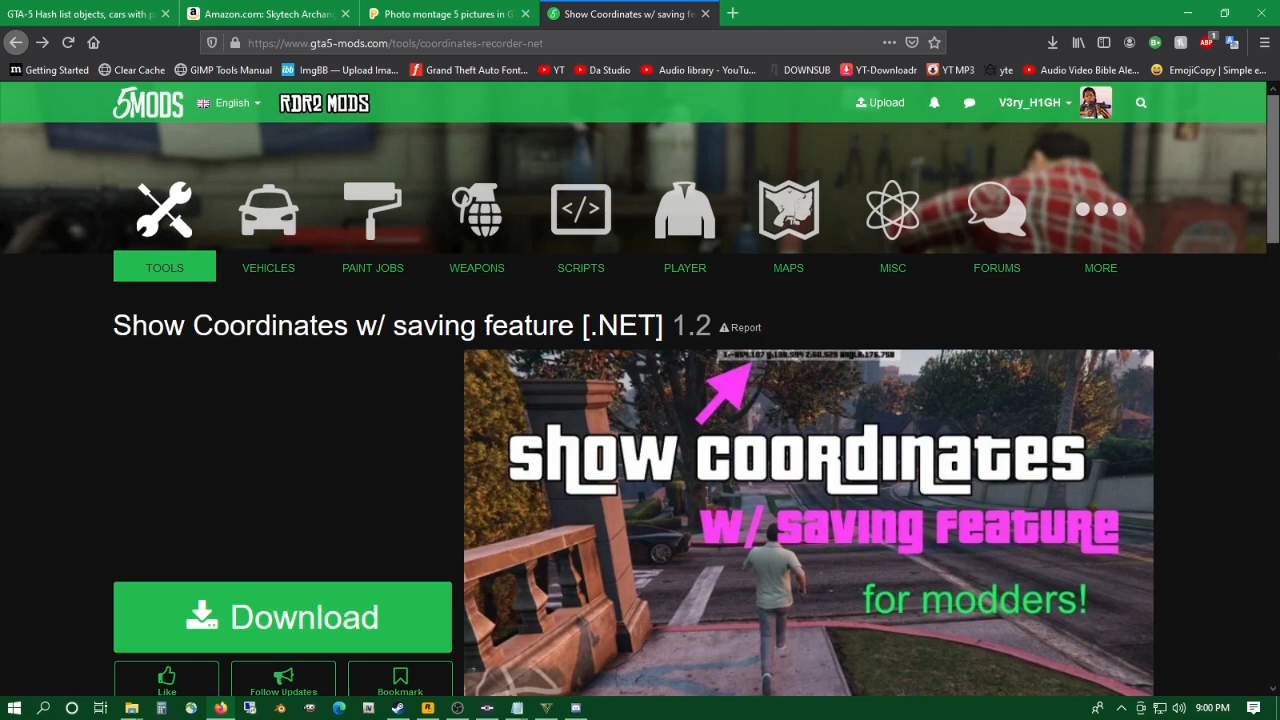 GTA-5 Hash list objects, cars with p
Amazon.com: Skytech Archang
Photo montage 5 pictures in G
Show Coordinates w/ saving fe
https://www.gta5-mods.com/tools/coordinates-recorder-net
1
ABP
Getting Started
Clear Cache
GIMP Tools Manual
ibb
ImgBB — Upload Ima...
Grand Theft Auto Font...
YT
Da Studio
Audio library - YouTu...
DOWNSUB
YT-Downladr
YT MP3
yte
Audio Video Bible Ale...
EmojiCopy | Simple e...
5MODS
English
RDR2 MODS
Upload
V3ry_H1GH
TOOLS
VEHICLES
PAINT JOBS
WEAPONS
SCRIPTS
PLAYER
MAPS
MISC
FORUMS
MORE
Show Coordinates w/ saving feature [.NET] 1.2
Report
show coordinates
w/ saving feature
for modders!
Download
Like
Follow Updates
Bookmark
9:00 PM